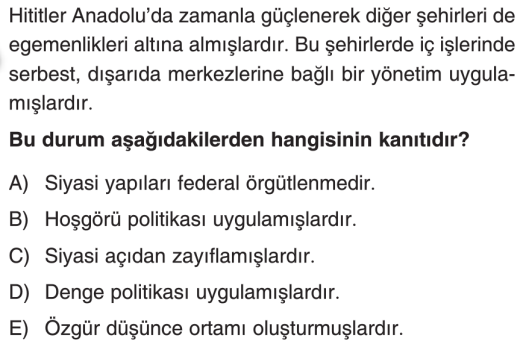 Hititler Anadolu’da zamanla güçlenerek diğer şehirleri de
egemenlikleri altına almışlardır. Bu şehirlerde iç işlerinde
serbest, dışarıda merkezlerine bağlı bir yönetim uygula-
mışlardır.
Bu durum aşağıdakilerden hangisinin kanıtıdır?
A) Siyasi yapıları federal örgütlenmedir.
B) Hoşgörü politikası uygulamışlardır.
C) Siyasi açıdan zayıflamışlardır.
D) Denge politikası uygulamışlardır.
E) Özgür düşünce ortamı oluşturmuşlardır.